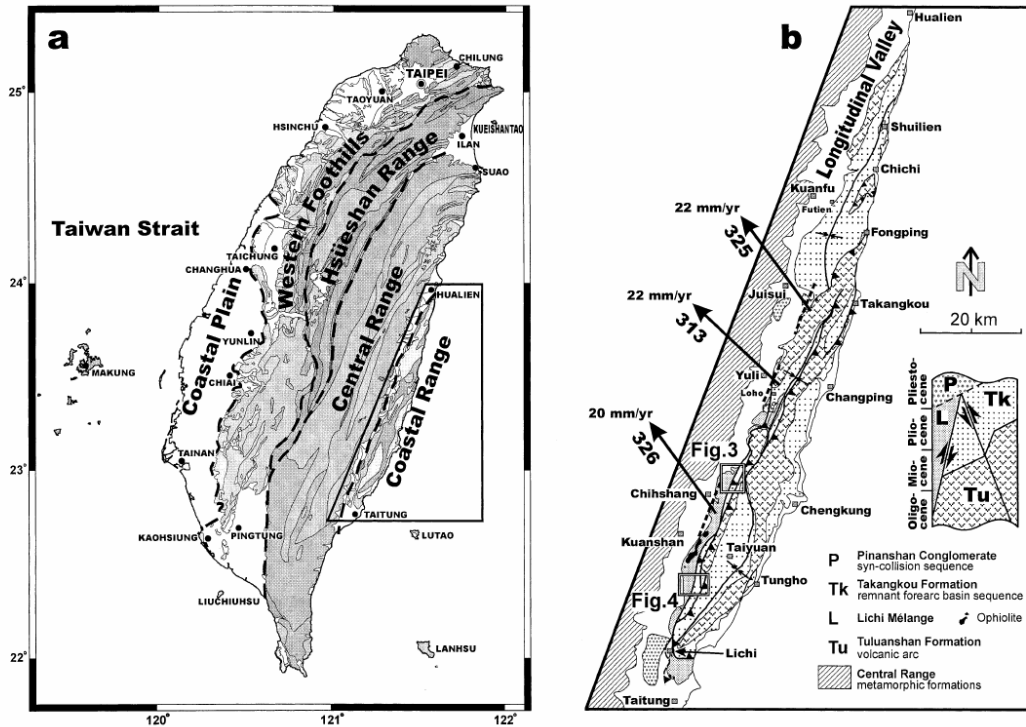 a
25°
24°
23°
22°
120°
121°
122°
Taiwan Strait
CHILUNG
TAIPEI
TAOYUAN
HSINCHU
KUEISHANTAO
ILAN
SUAO
Western Foothills
Hsüeshan Range
TAICHUNG
CHANGHUA
HUALIEN
Coastal Plain
Central Range
YUNLIN
MAKUNG
CHIAI
Coastal Range
TAINAN
TAITUNG
PINGTUNG
KAOHSIUNG
LUTAO
LIUCHIUHSU
LANHSU
b
Hualien
Longitudinal Valley
Shuilien
Chichi
Kuanfu
Futien
22 mm/yr
325
Fongping
N
Juisui
Takangkou
22 mm/yr
313
20 km
Yuli
Loho
Changping
20 mm/yr
326
Fig.3
Chihshang
Chengkung
Kuanshan
Taiyuan
Tungho
Fig.4
Lichi
Taitung
Oligo-cene
Mio-cene
Plio-cene
Pliesto-cene
P
Tk
L
Tu
P Pinanshan Conglomerate
syn-collision sequence
Tk Takangkou Formation
remnant forearc basin sequence
L Lichi Mélange Ophiolite
Tu Tuluanshan Formation
volcanic arc
Central Range
metamorphic formations